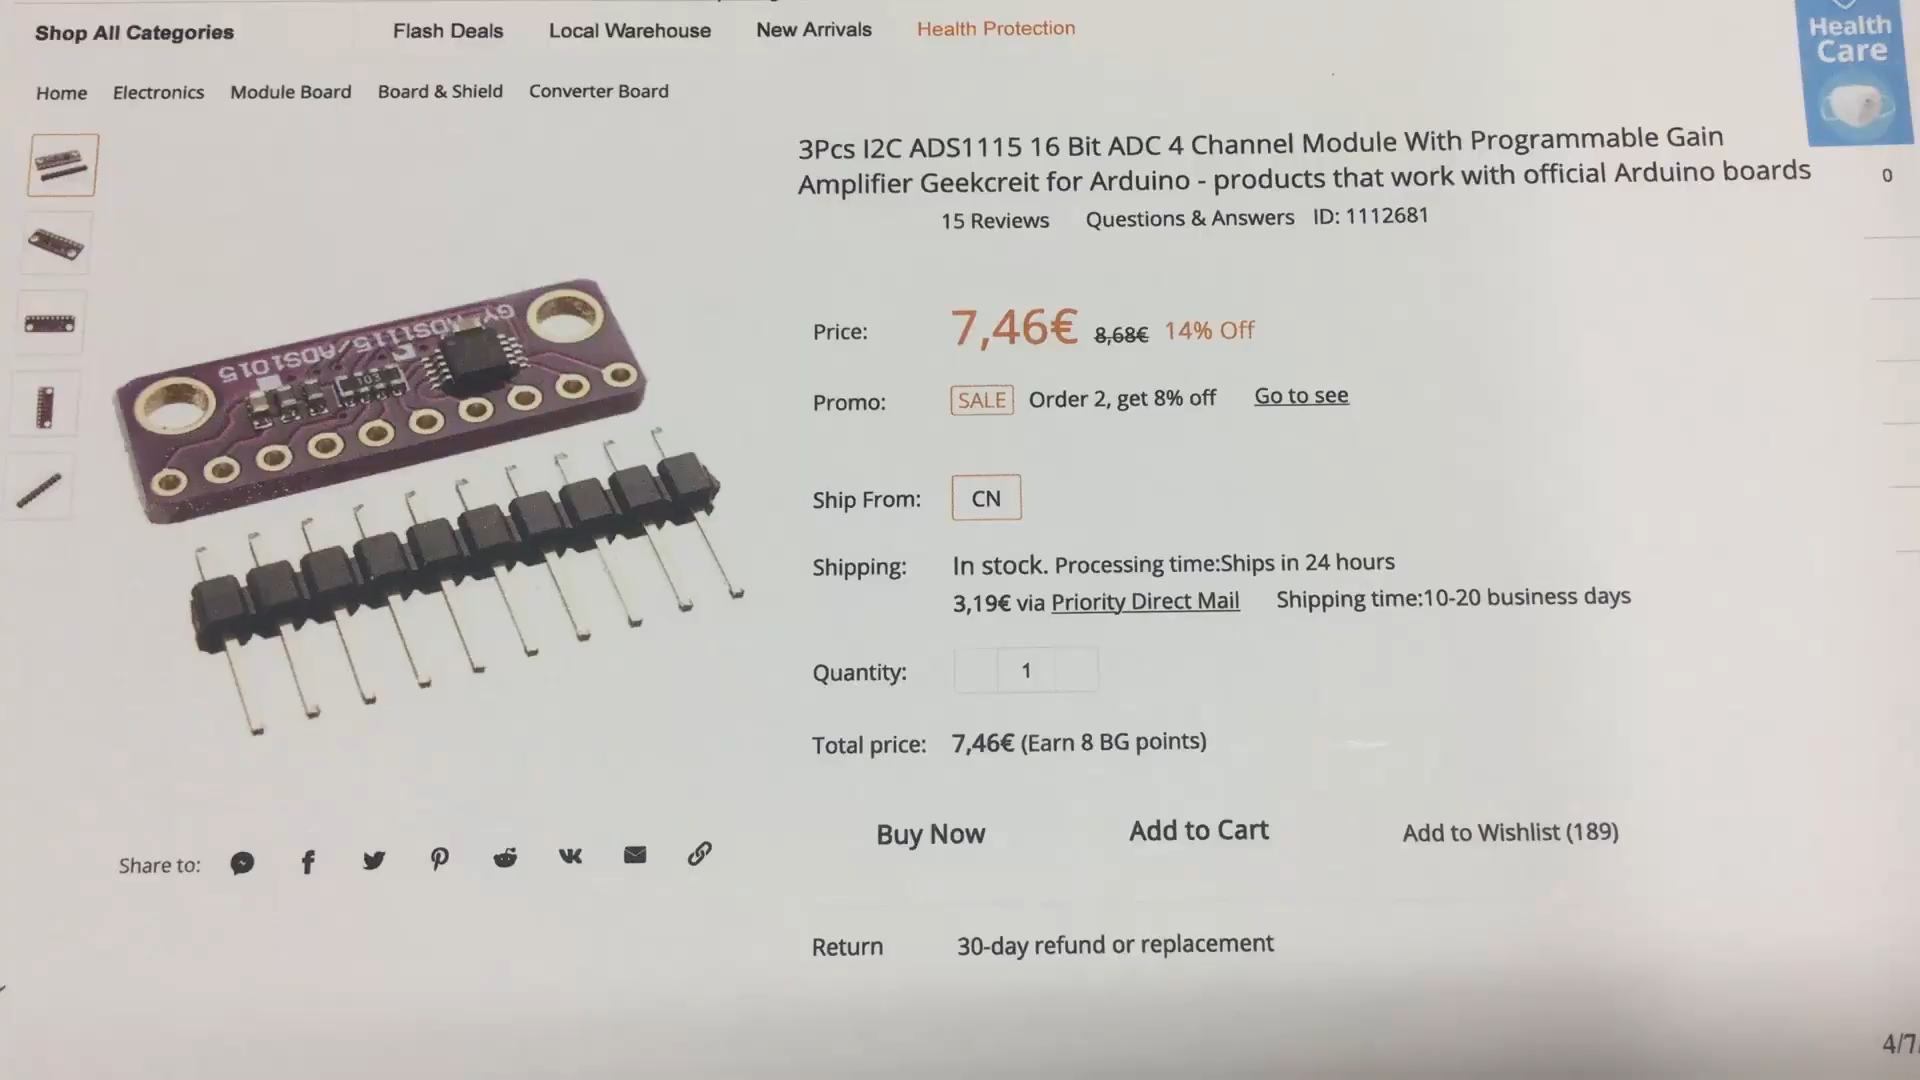 Shop All Categories Flash Deals Local Warehouse New Arrivals Health Protection
Home Electronics Module Board Board & Shield Converter Board
Health
Care
3Pcs I2C ADS1115 16 Bit ADC 4 Channel Module With Programmable Gain
Amplifier Geekcreit for Arduino - products that work with official Arduino boards
0
15 Reviews Questions & Answers ID: 1112681
GY-ADS1115/ADS1015
103
Price: 7,46€ 8,68€ 14% Off
Promo: SALE Order 2, get 8% off Go to see
Ship From: CN
Shipping: In stock. Processing time:Ships in 24 hours
3,19€ via Priority Direct Mail Shipping time:10-20 business days
Quantity: 1
Total price: 7,46€ (Earn 8 BG points)
Buy Now Add to Cart Add to Wishlist (189)
Share to:
Return 30-day refund or replacement
4/7